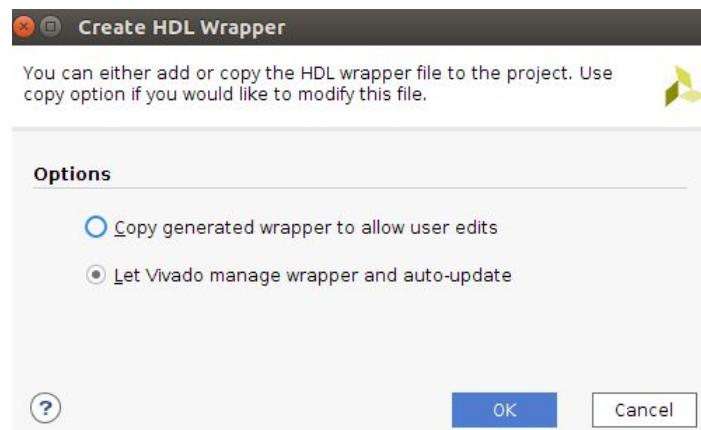 Create HDL Wrapper
You can either add or copy the HDL wrapper file to the project. Use
copy option if you would like to modify this file.
Options
Copy generated wrapper to allow user edits
Let Vivado manage wrapper and auto-update
?
OK
Cancel